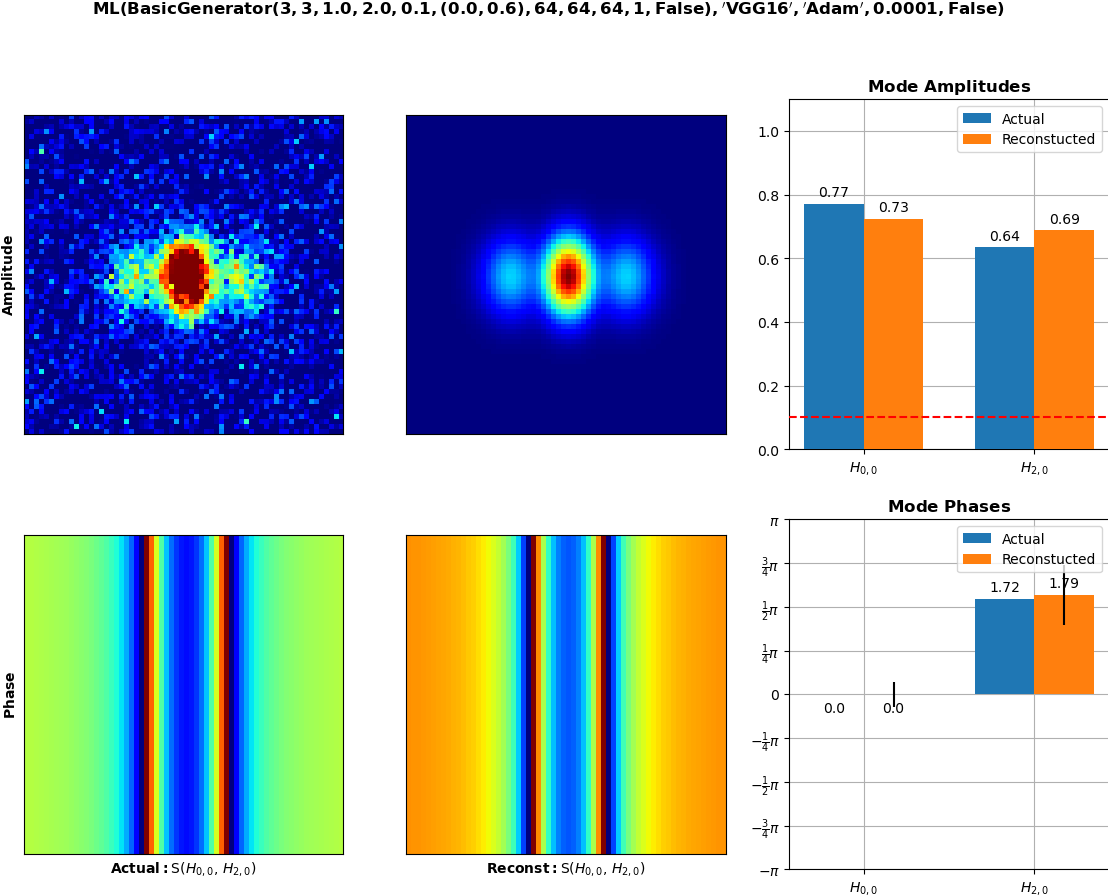 ML(BasicGenerator(3, 3, 1.0, 2.0, 0.1, (0.0, 0.6), 64, 64, 64, 1, False), ′VGG16′, ′Adam′, 0.0001, False)
Amplitude
Mode Amplitudes
Actual
Reconstucted
1.0
0.8
0.6
0.4
0.2
0.0
0.77
0.73
0.64
0.69
H0, 0
H2, 0
Phase
Actual: S(H0, 0, H2, 0)
Reconst: S(H0, 0, H2, 0)
Mode Phases
Actual
Reconstucted
π
3/4π
1/2π
1/4π
0
−1/4π
−1/2π
−3/4π
−π
0.0
0.0
1.72
1.79
H0, 0
H2, 0